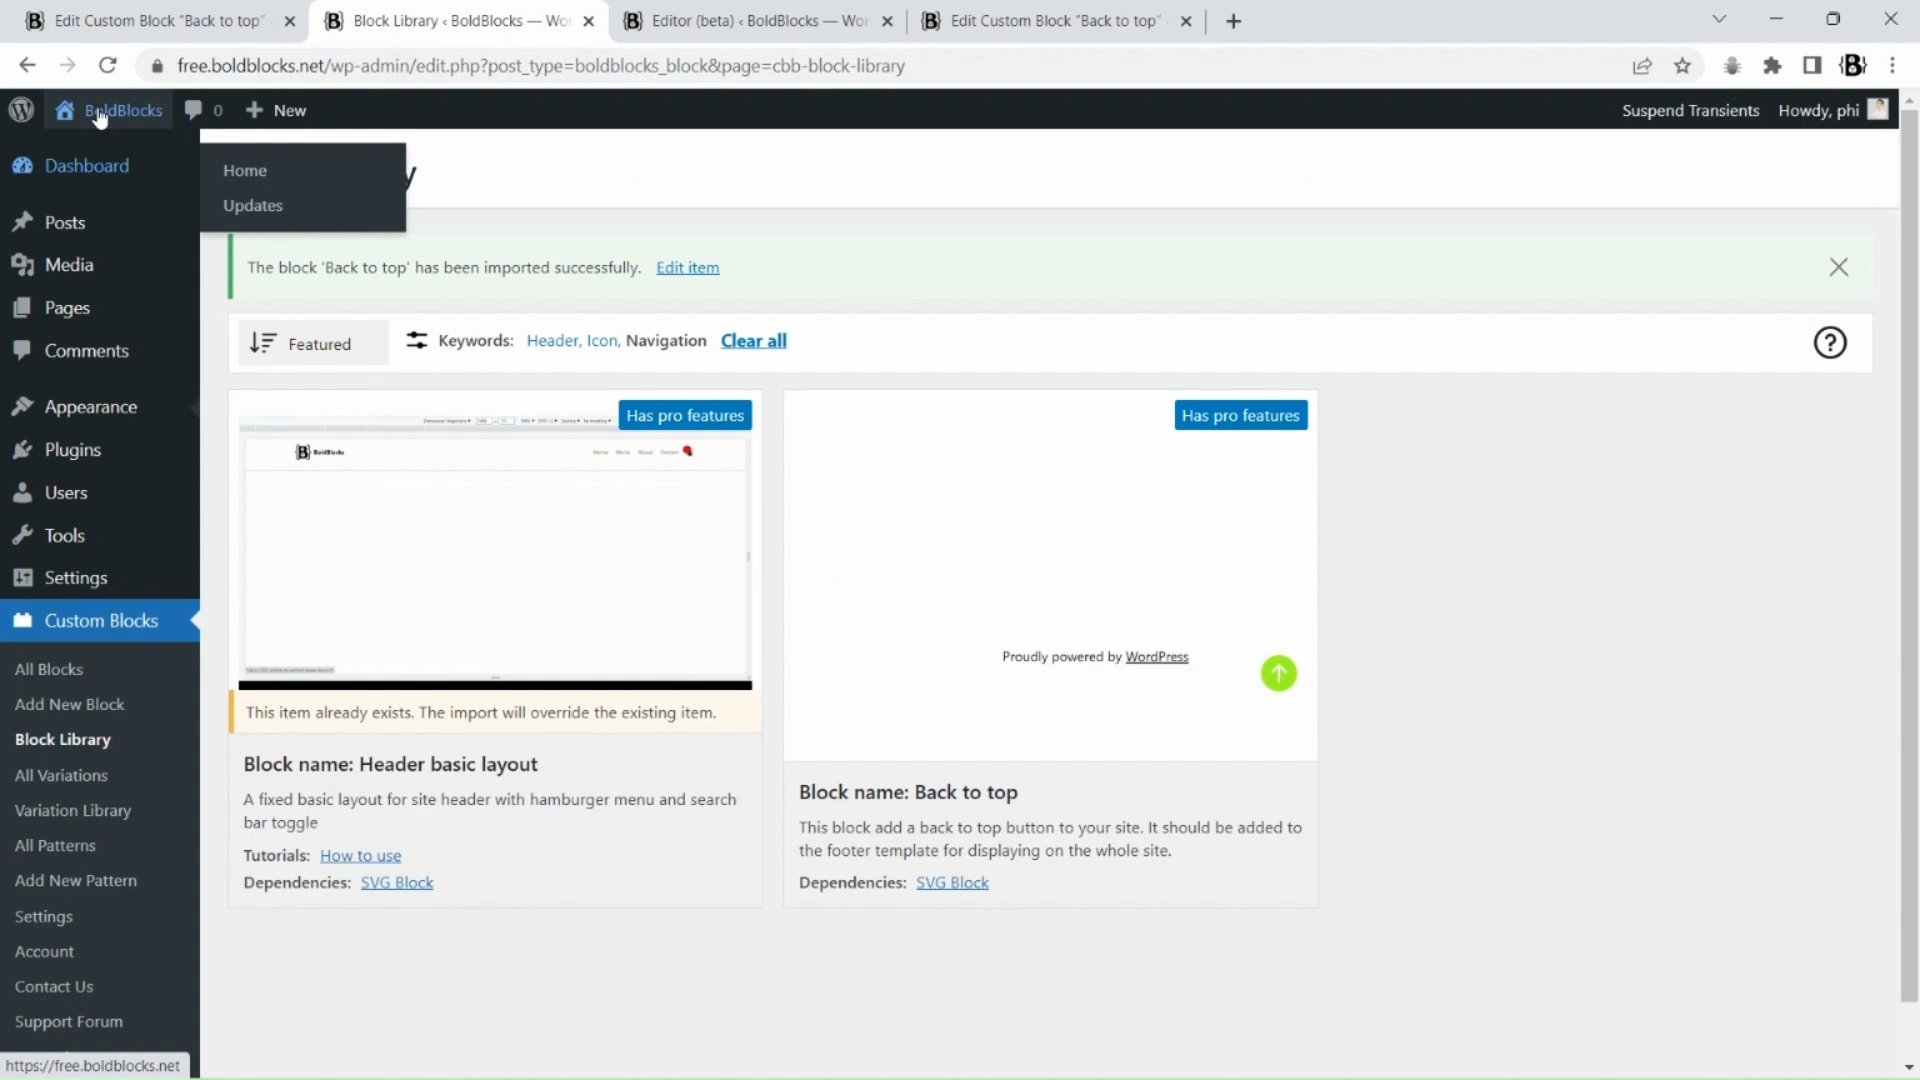 Edit Custom Block "Back to top"
Block Library ‹ BoldBlocks — Wo
Editor (beta) ‹ BoldBlocks — Wor
Edit Custom Block "Back to top"
free.boldblocks.net/wp-admin/edit.php?post_type=boldblocks_block&page=cbb-block-library
BoldBlocks
0
New
Suspend Transients
Howdy, phi
Dashboard
Home
Updates
y
Posts
Media
Pages
Comments
Appearance
Plugins
Users
Tools
Settings
Custom Blocks
All Blocks
Add New Block
Block Library
All Variations
Variation Library
All Patterns
Add New Pattern
Settings
Account
Contact Us
Support Forum
https://free.boldblocks.net
The block 'Back to top' has been imported successfully. Edit item
Featured
Keywords: Header, Icon, Navigation Clear all
Has pro features
BoldBlocks
Home Works About Contact
This item already exists. The import will override the existing item.
Block name: Header basic layout
A fixed basic layout for site header with hamburger menu and search
bar toggle
Tutorials: How to use
Dependencies: SVG Block
Has pro features
Proudly powered by WordPress
Block name: Back to top
This block add a back to top button to your site. It should be added to
the footer template for displaying on the whole site.
Dependencies: SVG Block